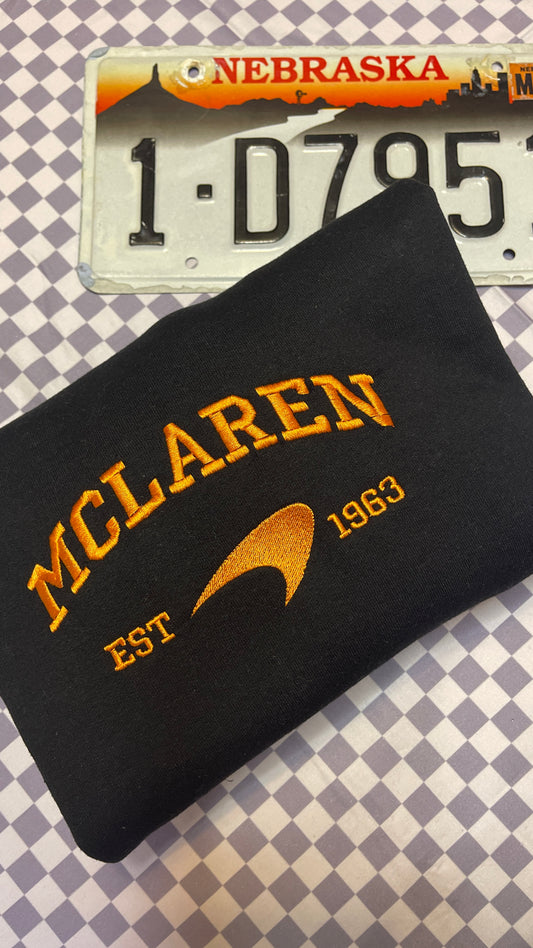 NEBRASKA
1·D795
MCLAREN
EST
1963